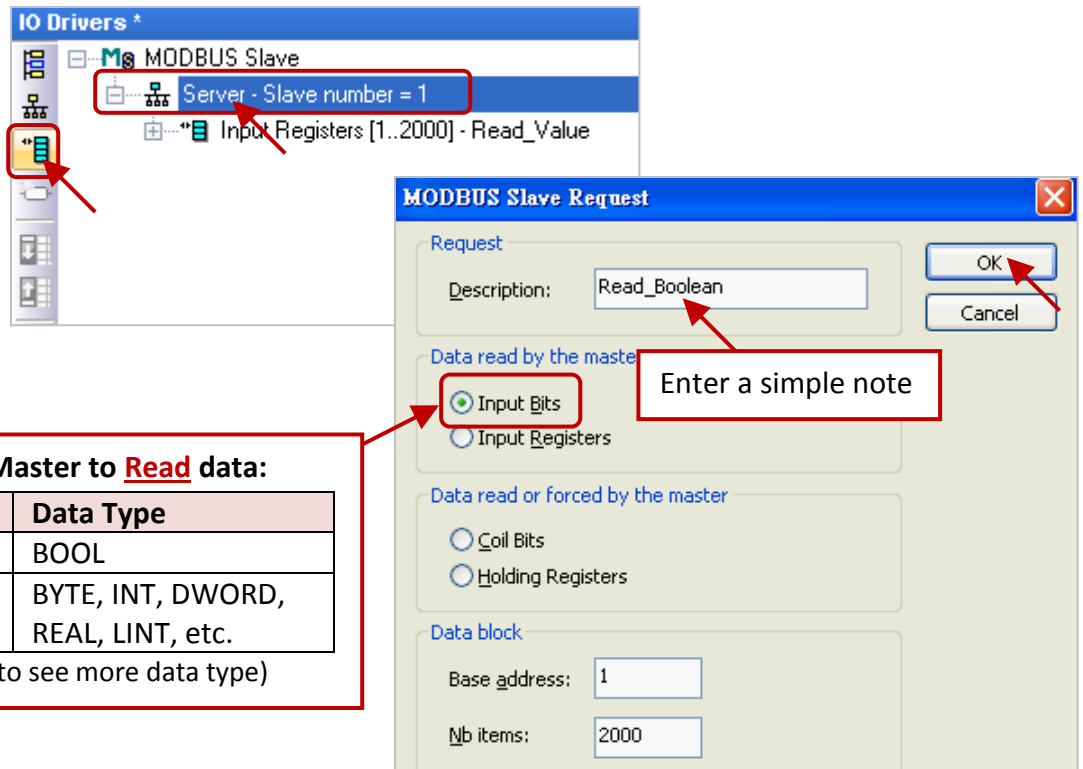 IO Drivers *
MODBUS Slave
Server - Slave number = 1
Input Registers [1..2000] - Read_Value
MODBUS Slave Request
Request
Description: Read_Boolean
OK
Cancel
Enter a simple note
Data read by the maste
Input Bits
Input Registers
Data read or forced by the master
Coil Bits
Holding Registers
Data block
Base address: 1
Nb items: 2000
Master to Read data:
Data Type
BOOL
BYTE, INT, DWORD,
REAL, LINT, etc.
to see more data type)